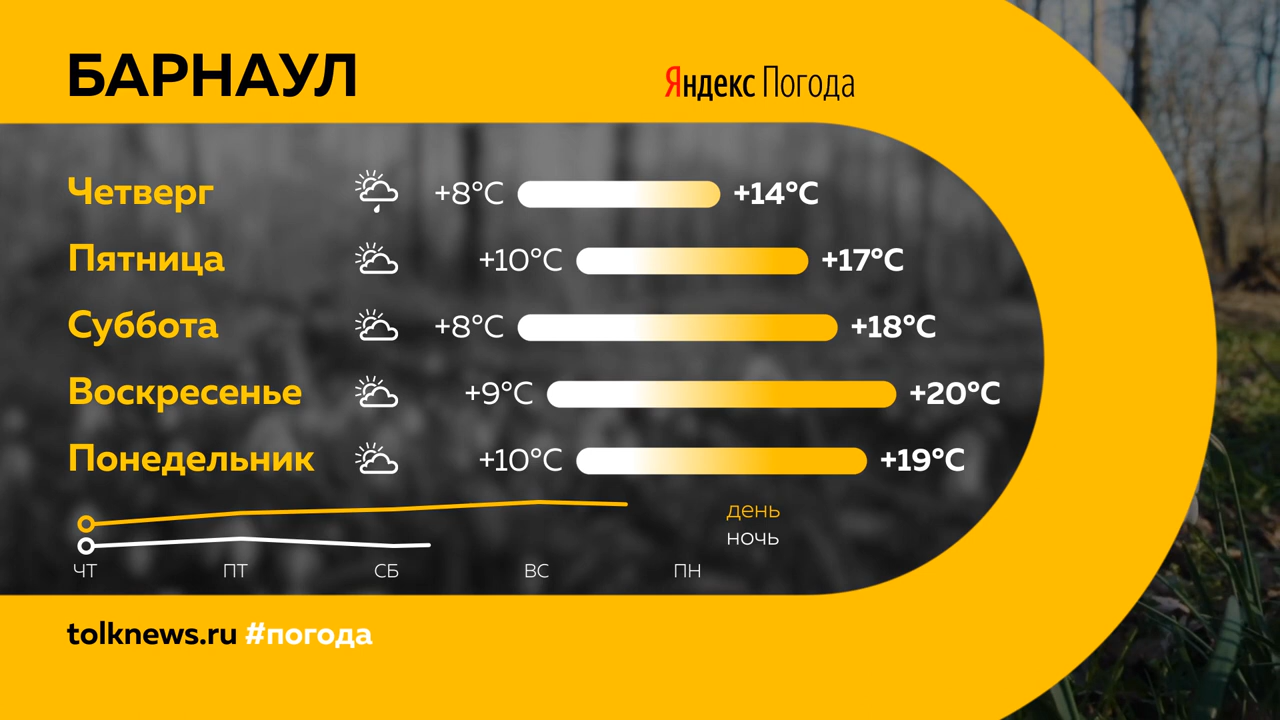 БАРНАУЛ
Яндекс Погода
Четверг +8°C +14°C
Пятница +10°C +17°C
Суббота +8°C +18°C
Воскресенье +9°C +20°C
Понедельник +10°C +19°C
день
ночь
ЧТ ПТ СБ ВС ПН
tolknews.ru #погода